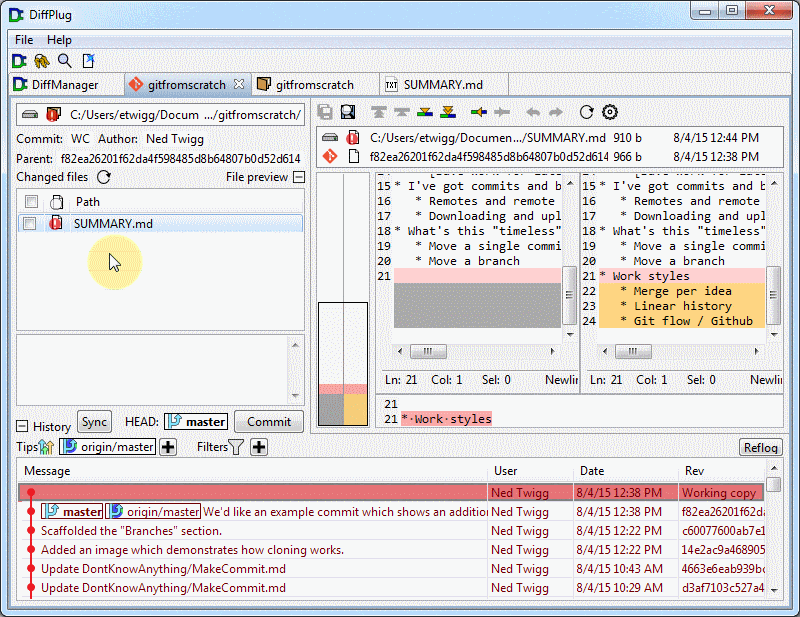 DiffPlug
File Help
DiffManager gitfromscratch gitfromscratch TXT SUMMARY.md
C:/Users/etwigg/Docum .../gitfromscratch/
Commit: WC Author: Ned Twigg
Parent: f82ea26201f62da4f598485d8b64807b0d52d614
Changed files File preview
Path
SUMMARY.md
C:/Users/etwigg/Documen.../SUMMARY.md 910 b 8/4/15 12:44 PM
f82ea26201f62da4f598485d8b64807b0d52d614 966 b 8/4/15 12:38 PM
15 * I've got commits and b
16 * Remotes and remote
17 * Downloading and upl
18 * What's this "timeless"
19 * Move a single commi
20 * Move a branch
21
15 * I've got commits and b
16 * Remotes and remote
17 * Downloading and upl
18 * What's this "timeless"
19 * Move a single commi
20 * Move a branch
21 * Work styles
22 * Merge per idea
23 * Linear history
24 * Git flow / Github
Ln: 21 Col: 1 Sel: 0 Newlin
Ln: 21 Col: 1 Sel: 0 Newlin
21
21 *·Work·styles
History Sync HEAD: master Commit
Tips origin/master Filters Reflog
Message User Date Rev
Ned Twigg 8/4/15 12:38 PM Working copy
master origin/master We'd like an example commit which shows an addition Ned Twigg 8/4/15 12:38 PM f82ea26201f62da
Scaffolded the "Branches" section. Ned Twigg 8/4/15 12:22 PM c60077600ab7e1
Added an image which demonstrates how cloning works. Ned Twigg 8/4/15 12:22 PM 14e2ac9a468905
Update DontKnowAnything/MakeCommit.md Ned Twigg 8/4/15 10:43 AM 4663e6eab939bc
Update DontKnowAnything/MakeCommit.md Ned Twigg 8/4/15 10:29 AM d3af7103c527a4